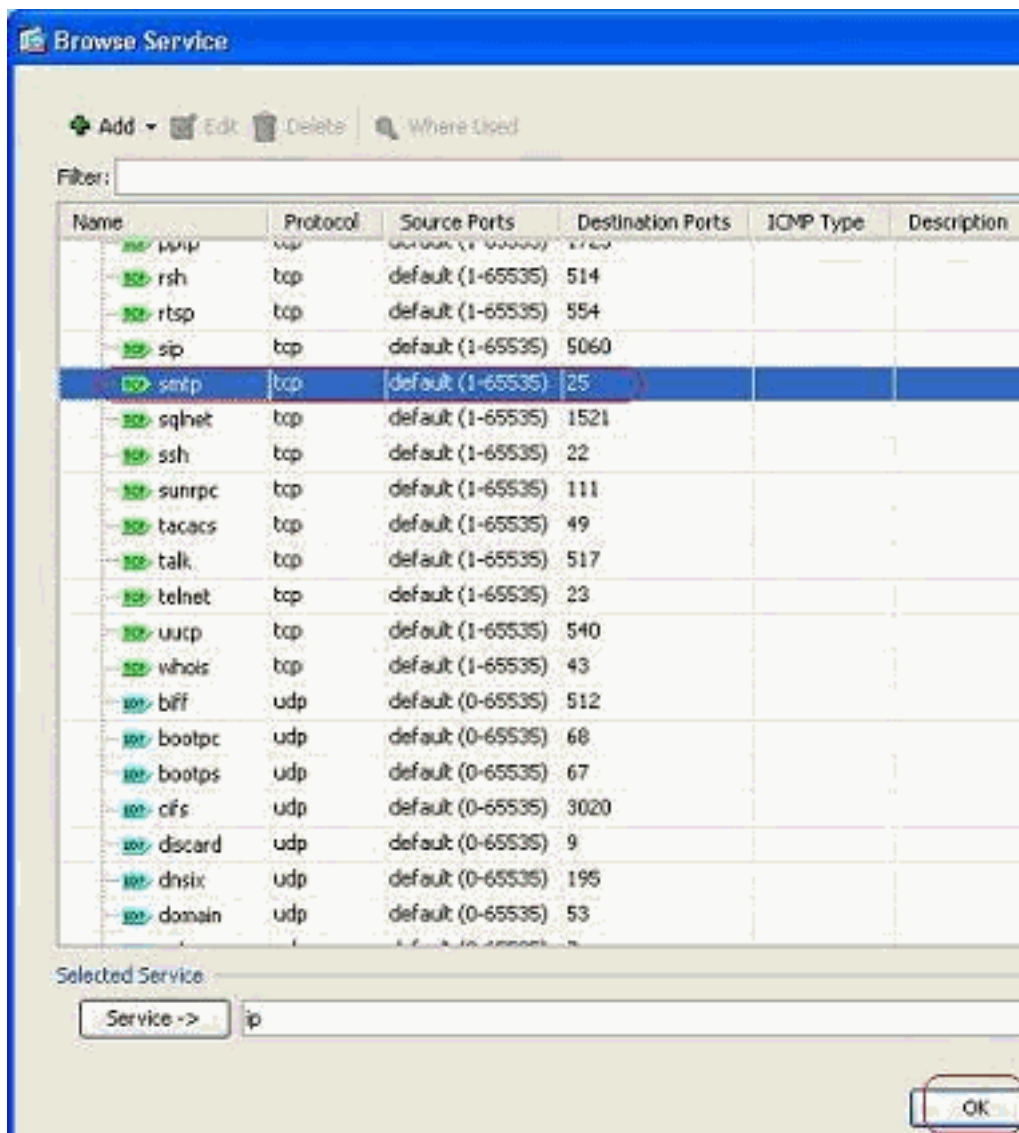 Browse Service
Add Edit Delete Where Used
Filter:
Name Protocol Source Ports Destination Ports ICMP Type Description
rsh tcp default (1-65535) 514
rtsp tcp default (1-65535) 554
sip tcp default (1-65535) 5060
smtp tcp default (1-65535) 25
sqlnet tcp default (1-65535) 1521
ssh tcp default (1-65535) 22
sunrpc tcp default (1-65535) 111
tacacs tcp default (1-65535) 49
talk tcp default (1-65535) 517
telnet tcp default (1-65535) 23
uucp tcp default (1-65535) 540
whois tcp default (1-65535) 43
biff udp default (0-65535) 512
bootpc udp default (0-65535) 68
bootps udp default (0-65535) 67
cifs udp default (0-65535) 3020
discard udp default (0-65535) 9
dnsix udp default (0-65535) 195
domain udp default (0-65535) 53
Selected Service
Service -> ip
OK